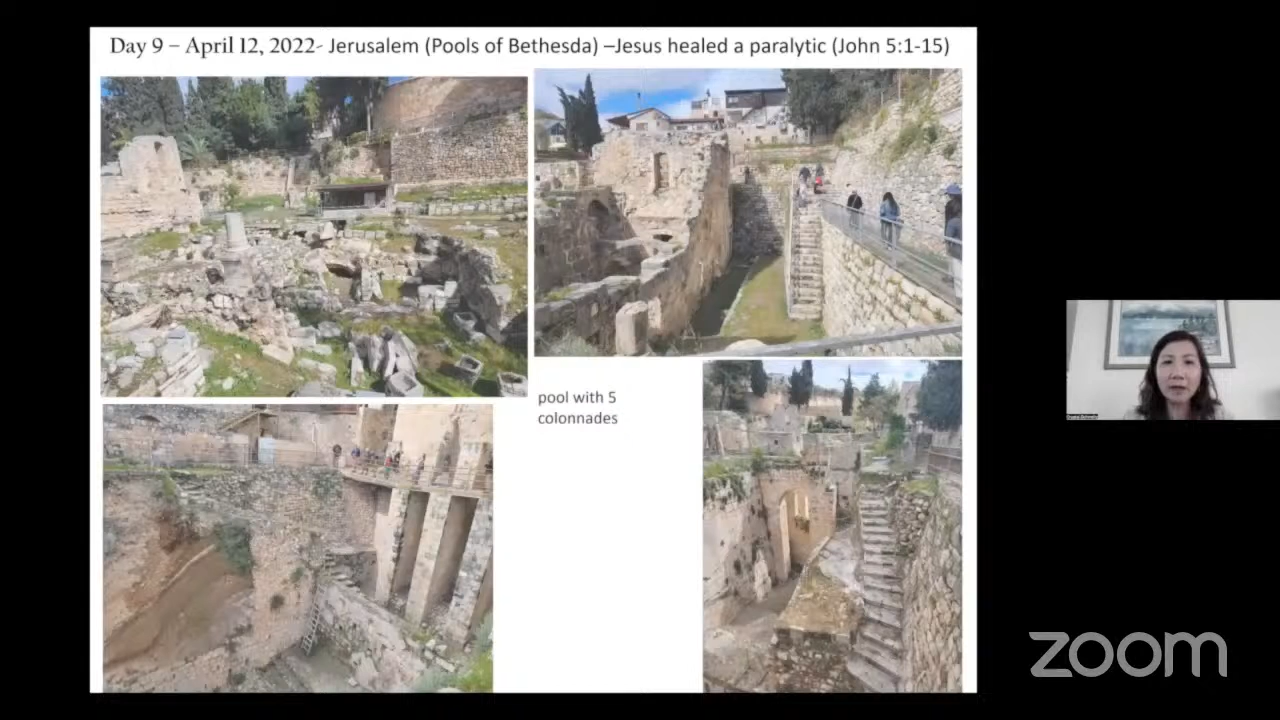 Day 9 – April 12, 2022- Jerusalem (Pools of Bethesda) –Jesus healed a paralytic (John 5:1-15)
pool with 5
colonnades
zoom